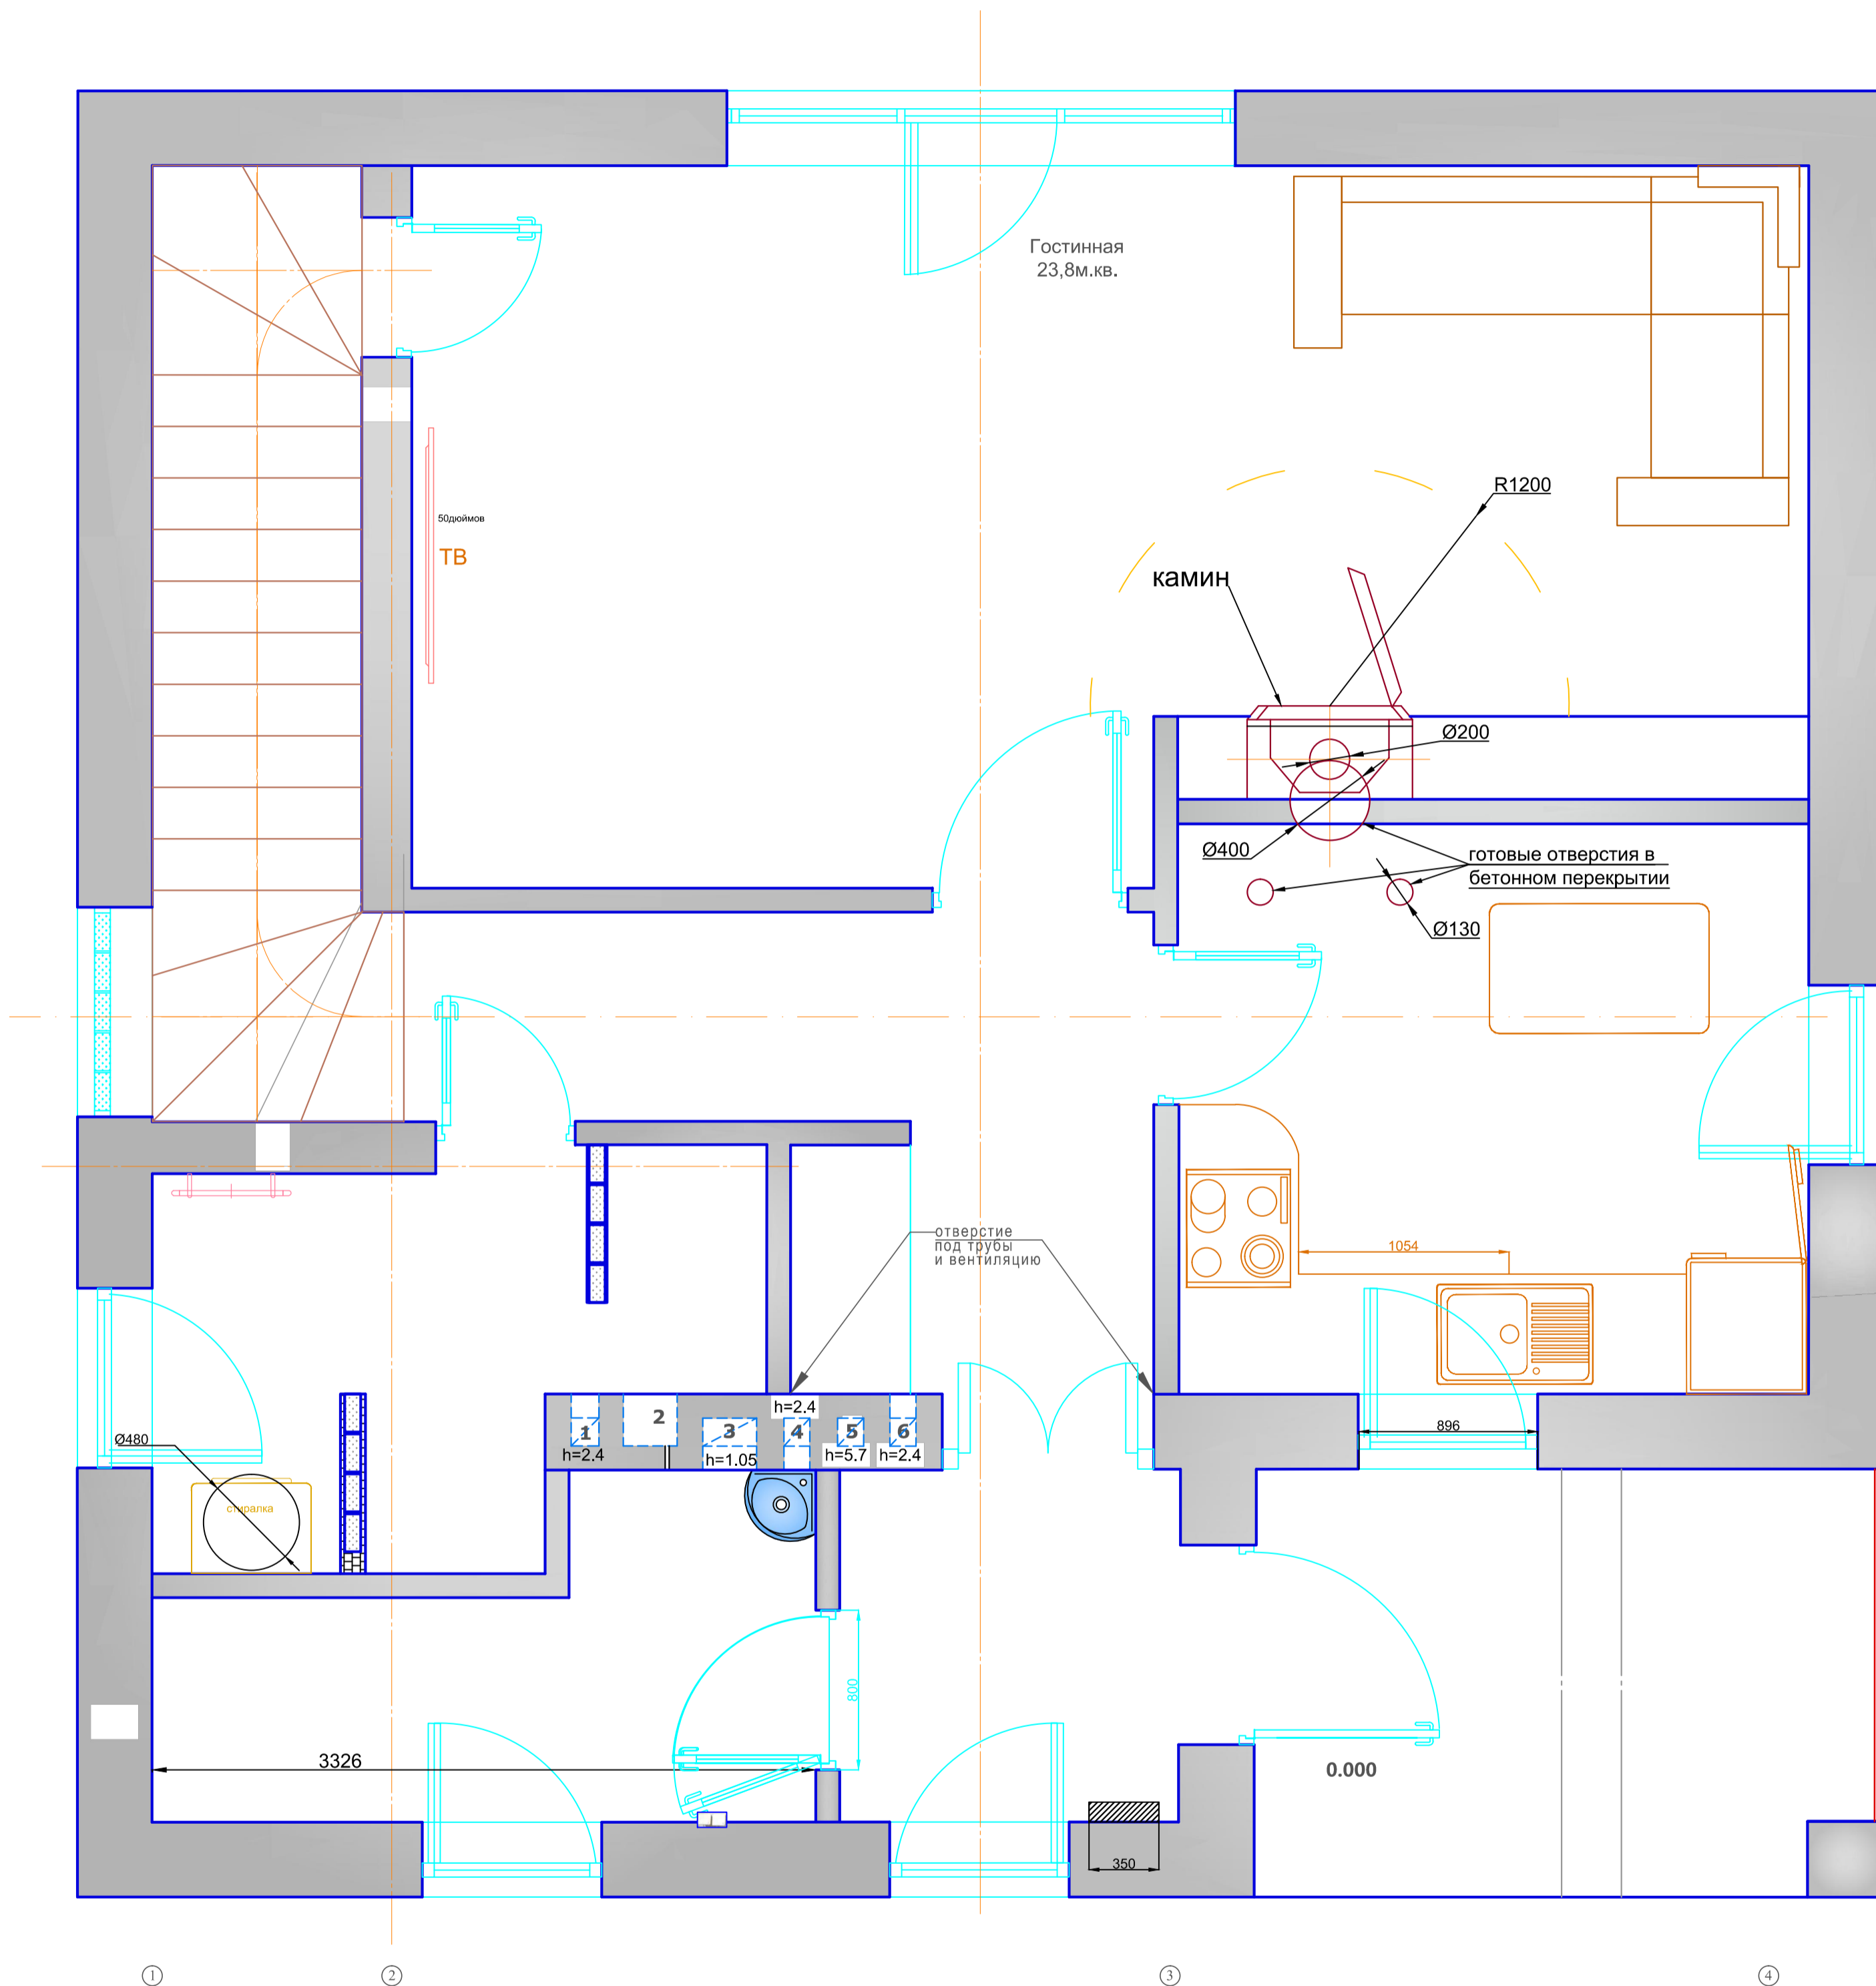 Гостинная
23,8м.кв.
R1200
50дюймов
ТВ
камин
Ø200
Ø400
готовые отверстия в
бетонном перекрытии
Ø130
отверстие
под трубы
и вентиляцию
1054
h=2.4
1
2
3
4
5
6
h=2.4
h=1.05
h=5.7
h=2.4
896
Ø480
стиралка
800
3326
0.000
350
1
2
3
4